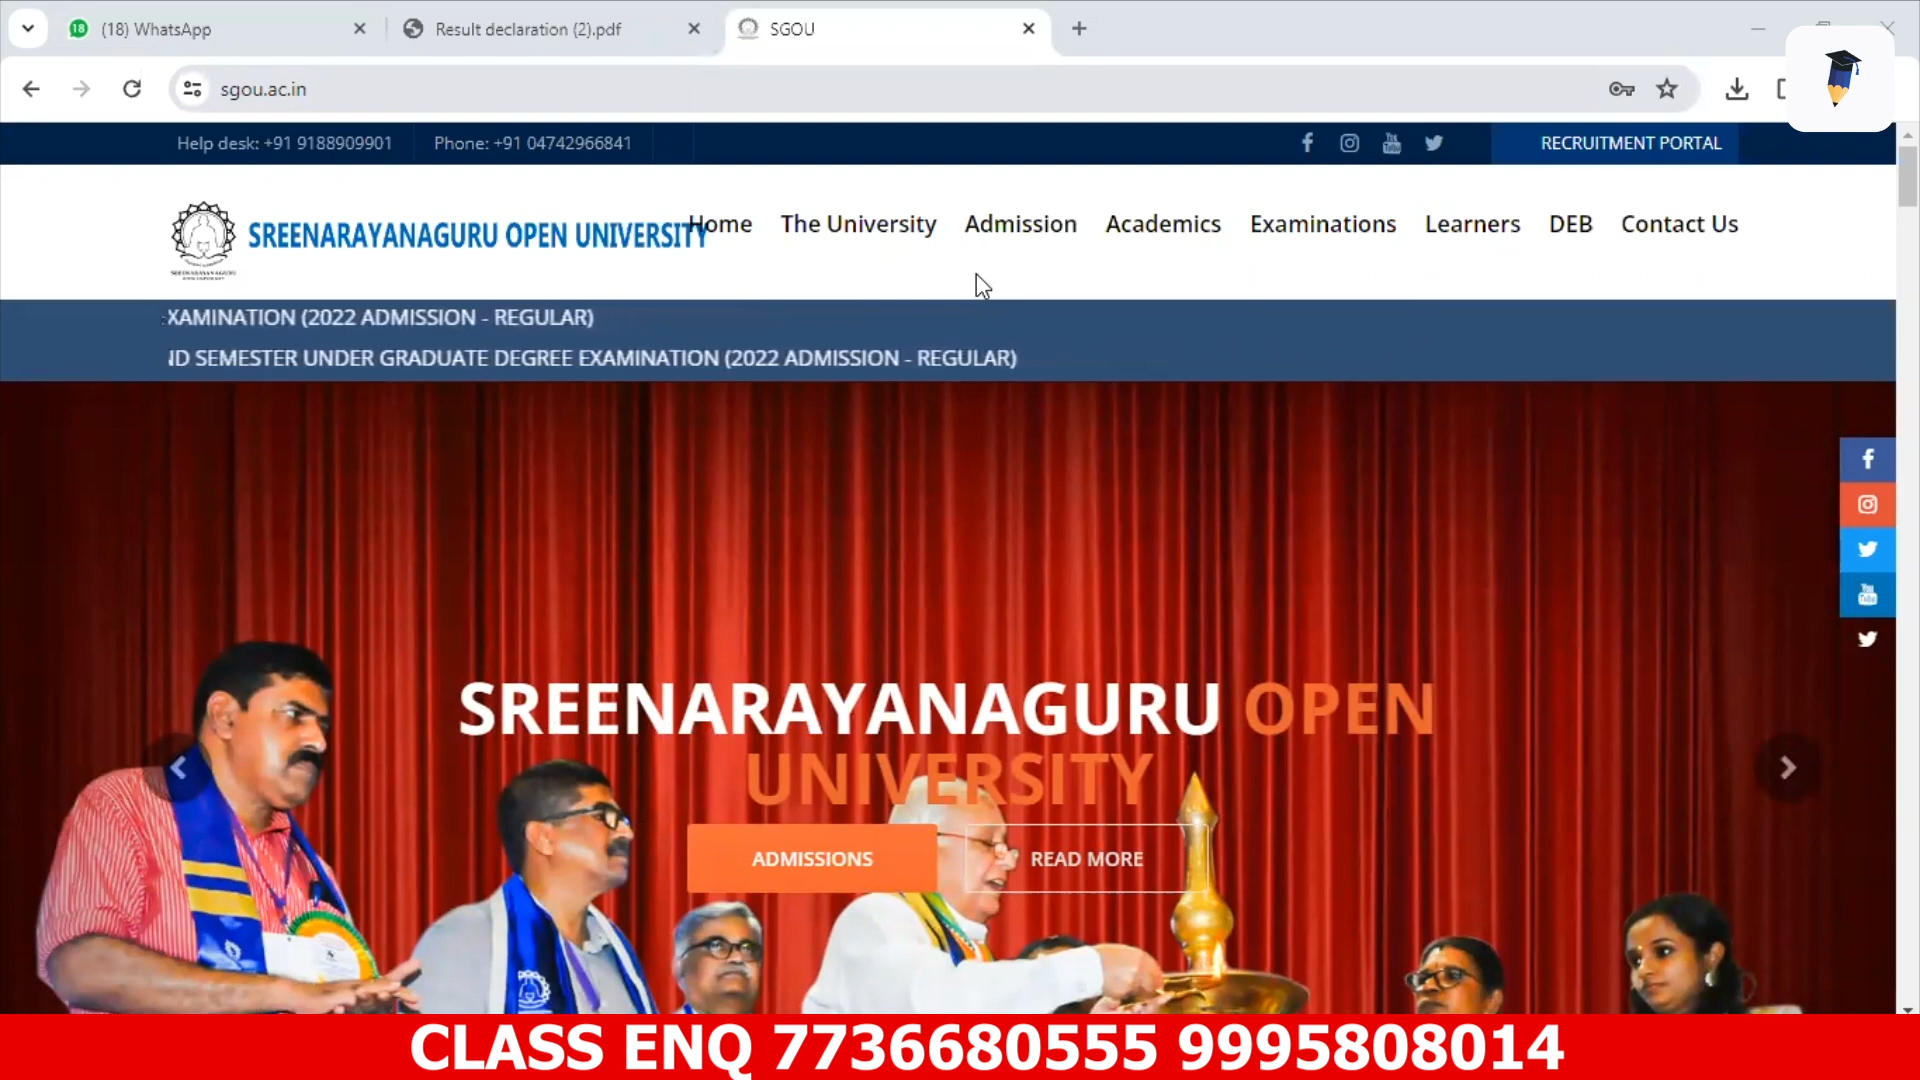 18
(18) WhatsApp
Result declaration (2).pdf
SGOU
sgou.ac.in
Help desk: +91 9188909901
Phone: +91 04742966841
RECRUITMENT PORTAL
SREENARAYANAGURU OPEN UNIVERSITY
Home
The University
Admission
Academics
Examinations
Learners
DEB
Contact Us
XAMINATION (2022 ADMISSION - REGULAR)
ND SEMESTER UNDER GRADUATE DEGREE EXAMINATION (2022 ADMISSION - REGULAR)
SREENARAYANAGURU OPEN
UNIVERSITY
ADMISSIONS
READ MORE
CLASS ENQ 7736680555 9995808014